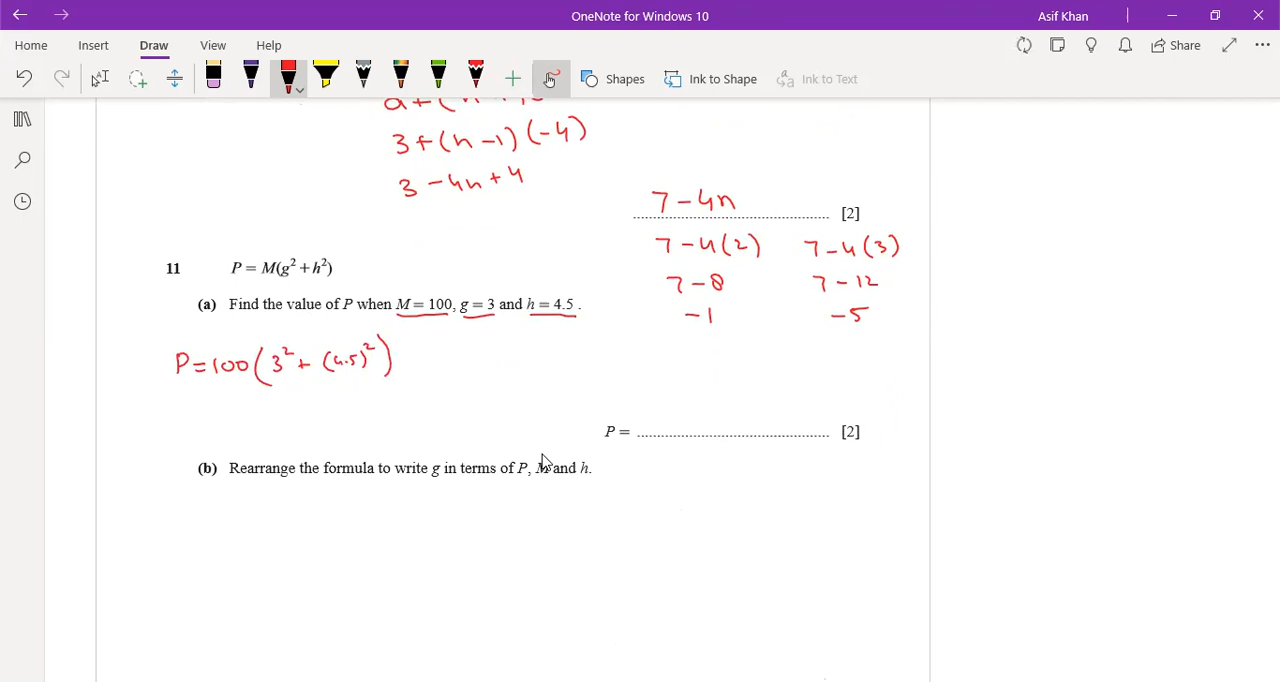 OneNote for Windows 10
Asif Khan
Home Insert Draw View Help
Share
Shapes Ink to Shape Ink to Text
3+(n-1)(-4)
3-4n+4
7-4n [2]
7-4(2) 7-4(3)
7-8 7-12
-1 -5
11 P = M(g² + h²)
(a) Find the value of P when M = 100, g = 3 and h = 4.5 .
P=100(3²+(4.5)²)
P = ................................................ [2]
(b) Rearrange the formula to write g in terms of P, M and h.